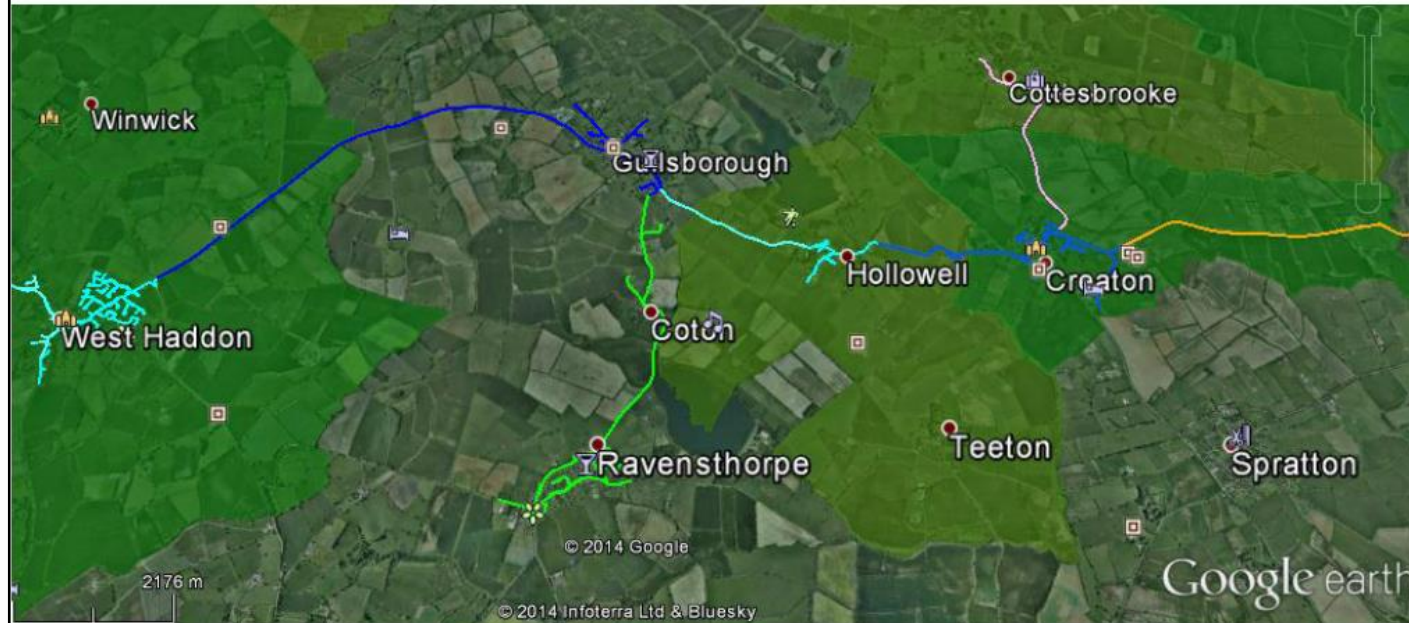 Cottesbrooke
Winwick
Guilsborough
Hollowell
Creaton
West Haddon
Coton
Teeton
Ravensthorpe
Spratton
© 2014 Google
2176 m
Google earth
© 2014 Infoterra Ltd & Bluesky